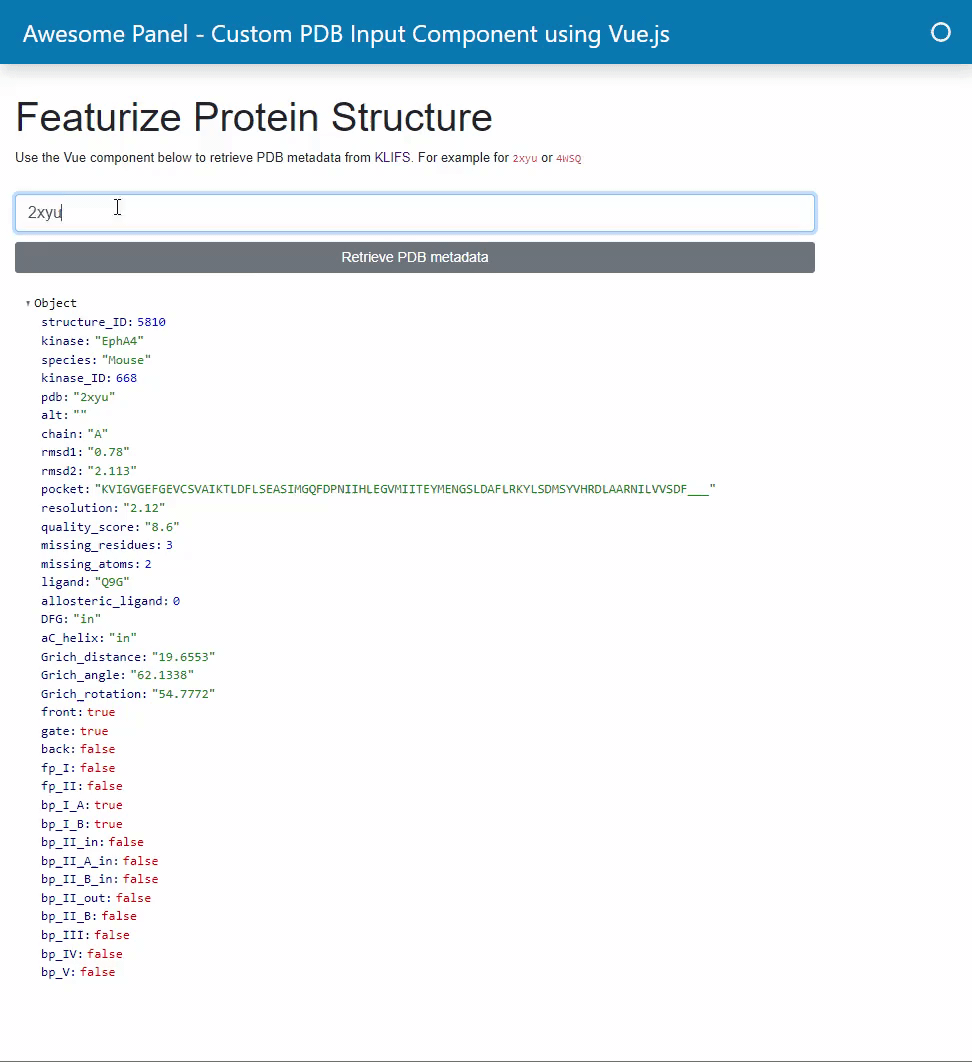 Awesome Panel - Custom PDB Input Component using Vue.js
Featurize Protein Structure
Use the Vue component below to retrieve PDB metadata from KLIFS. For example for 2xyu or 4WSQ
2xyu
Retrieve PDB metadata
Object
structure_ID: 5810
kinase: "EphA4"
species: "Mouse"
kinase_ID: 668
pdb: "2xyu"
alt: ""
chain: "A"
rmsd1: "0.78"
rmsd2: "2.113"
pocket: "KVIGVGEFGEVCSVAIKTLDFLSEASIMGQFDPNIIHLEGVMIITEYMENGSLDAFLRKYLSDMSYVHRDLAARNILVVSDF___"
resolution: "2.12"
quality_score: "8.6"
missing_residues: 3
missing_atoms: 2
ligand: "Q9G"
allosteric_ligand: 0
DFG: "in"
aC_helix: "in"
Grich_distance: "19.6553"
Grich_angle: "62.1338"
Grich_rotation: "54.7772"
front: true
gate: true
back: false
fp_I: false
fp_II: false
bp_I_A: true
bp_I_B: true
bp_II_in: false
bp_II_A_in: false
bp_II_B_in: false
bp_II_out: false
bp_II_B: false
bp_III: false
bp_IV: false
bp_V: false